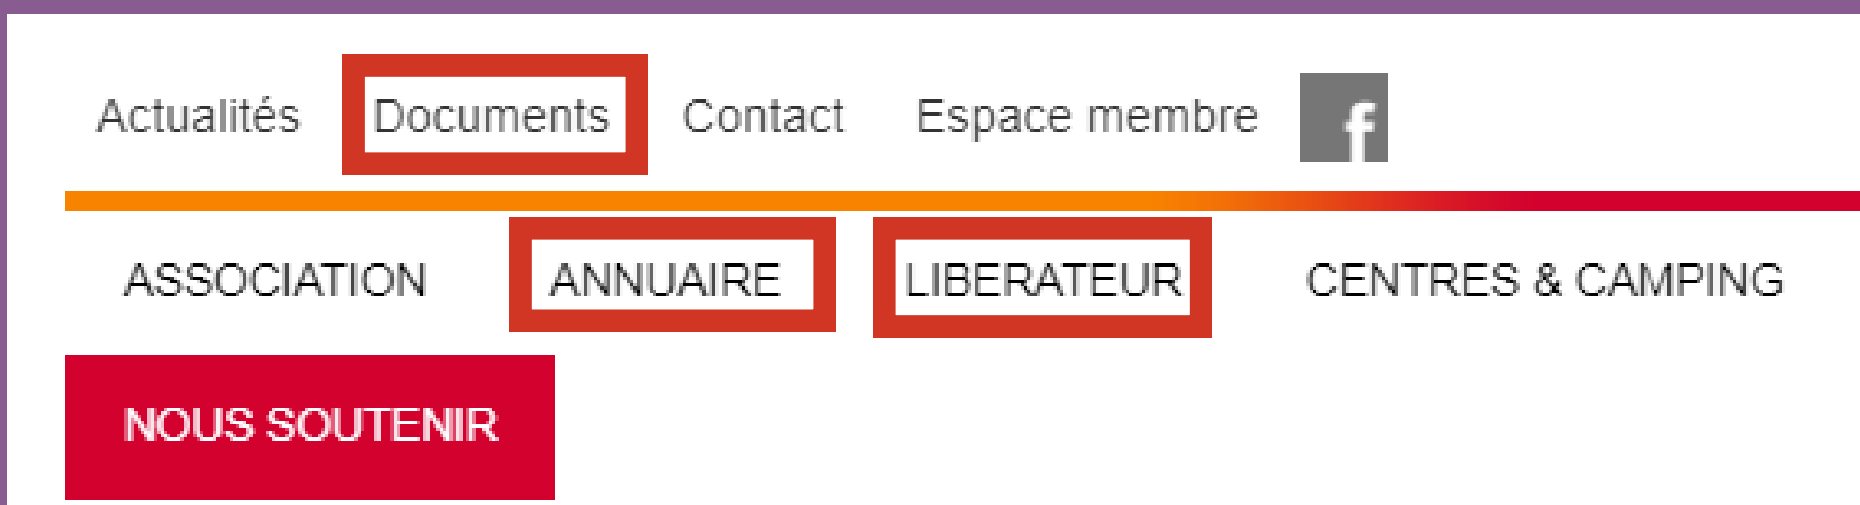 Actualités Documents Contact Espace membre f
ASSOCIATION ANNUAIRE LIBERATEUR CENTRES & CAMPING
NOUS SOUTENIR